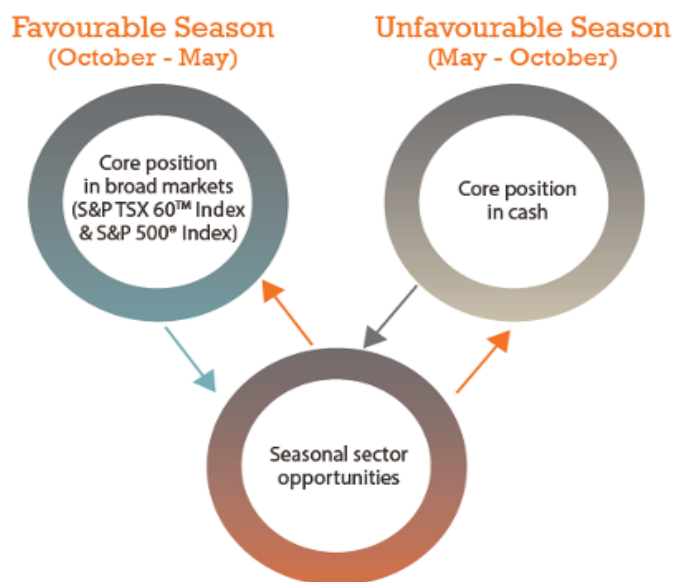 Favourable Season
(October - May)
Unfavourable Season
(May - October)
Core position
in broad markets
(S&P TSX 60™ Index
& S&P 500® Index)
Core position
in cash
Seasonal sector
opportunities